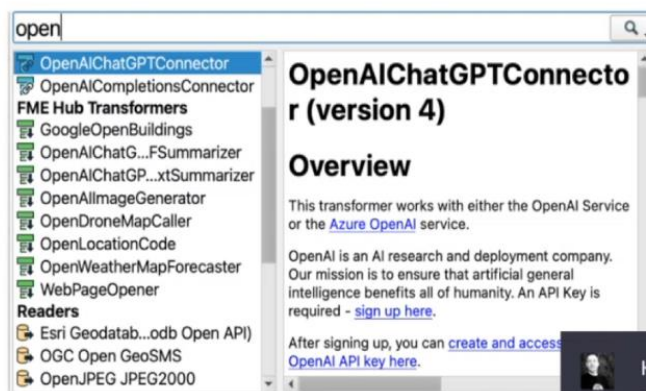 open
OpenAIChatGPTConnector
OpenAICompletionsConnector
FME Hub Transformers
GoogleOpenBuildings
OpenAIChatG...FSummarizer
OpenAIChatGP...xtSummarizer
OpenAIImageGenerator
OpenDroneMapCaller
OpenLocationCode
OpenWeatherMapForecaster
WebPageOpener
Readers
Esri Geodatab...odb Open API)
OGC Open GeoSMS
OpenJPEG JPEG2000
OpenAIChatGPTConnecto
r (version 4)
Overview
This transformer works with either the OpenAI Service
or the Azure OpenAI service.
OpenAI is an AI research and deployment company.
Our mission is to ensure that artificial general
intelligence benefits all of humanity. An API Key is
required - sign up here.
After signing up, you can create and access
OpenAI API key here.